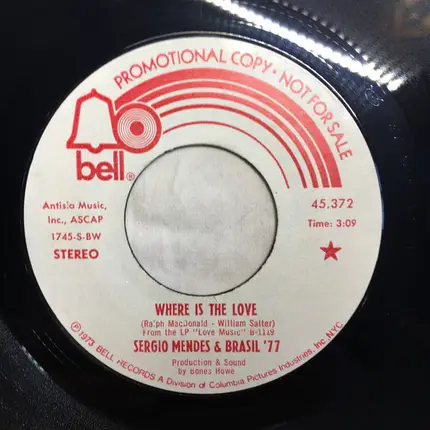 PROMOTIONAL COPY · NOT FOR SALE
bell®
Antisia Music,
Inc., ASCAP
1745-S-BW
STEREO
45.372
Time: 3:09
WHERE IS THE LOVE
(Ralph MacDonald - William Salter)
From the LP "Love Music" B-1119
SERGIO MENDES & BRASIL '77
Production & Sound
by Bones Howe
℗1973 BELL RECORDS A Division of Columbia Pictures Industries, Inc., N.Y.C.